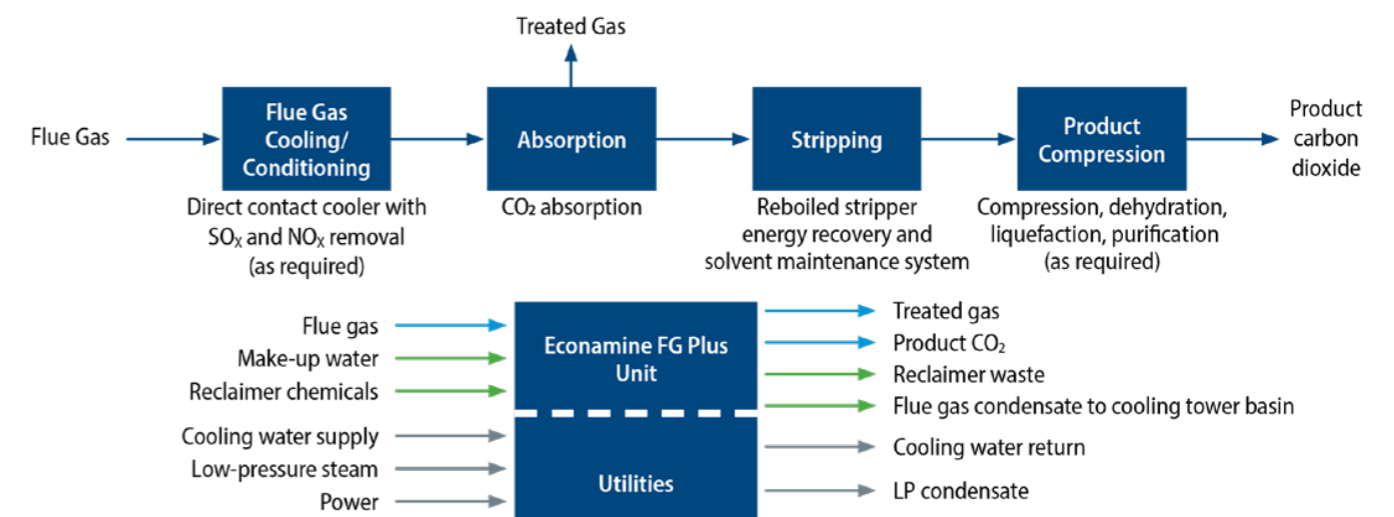 Treated Gas
Flue Gas
Flue Gas
Cooling/
Conditioning
Absorption
Stripping
Product
Compression
Product
carbon
dioxide
Direct contact cooler with
SOₓ and NOₓ removal
(as required)
CO₂ absorption
Reboiled stripper
energy recovery and
solvent maintenance system
Compression, dehydration,
liquefaction, purification
(as required)
Flue gas
Make-up water
Reclaimer chemicals
Cooling water supply
Low-pressure steam
Power
Econamine FG Plus
Unit
Utilities
Treated gas
Product CO₂
Reclaimer waste
Flue gas condensate to cooling tower basin
Cooling water return
LP condensate